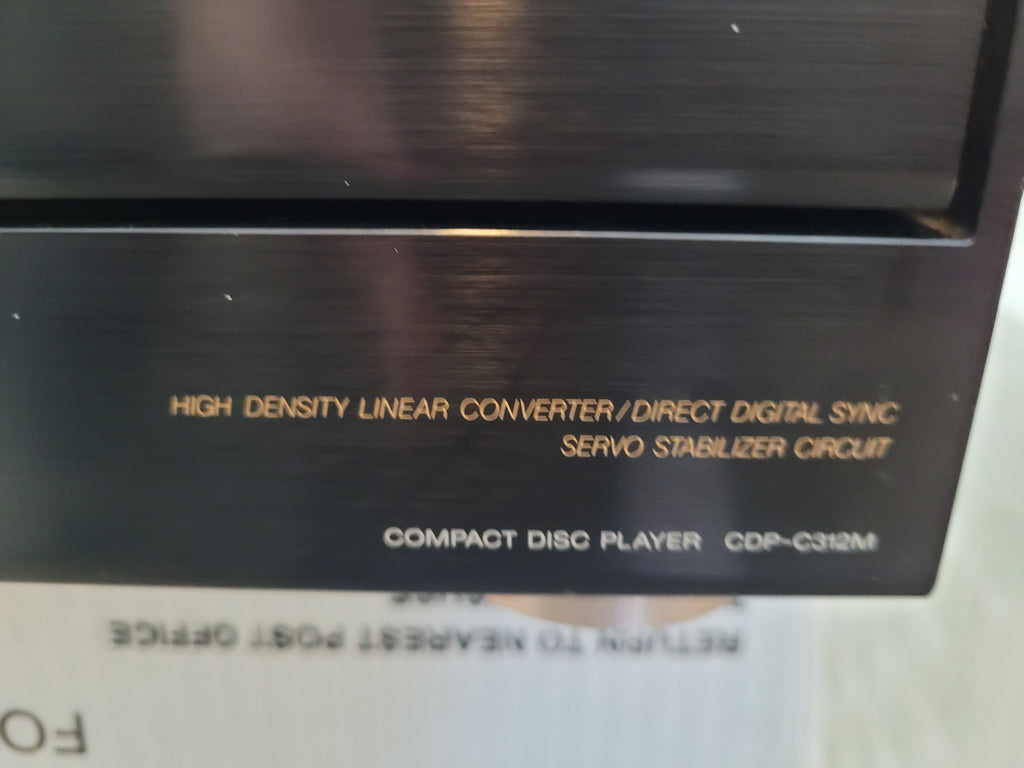 HIGH DENSITY LINEAR CONVERTER/DIRECT DIGITAL SYNC
SERVO STABILIZER CIRCUIT
COMPACT DISC PLAYER CDP-C312M
RETURN TO NEAREST POST OFFICE
FO